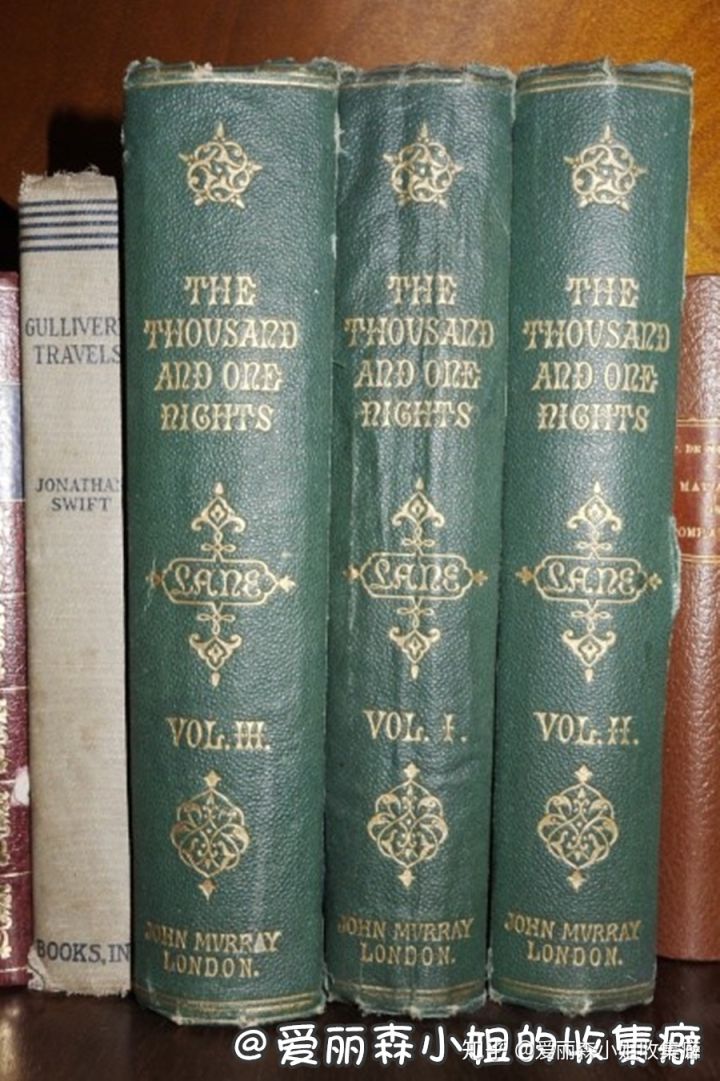 GULLIVER
TRAVELS
JONATHAN
SWIFT
BOOKS, IN
THE
THOUSAND
AND ONE
NIGHTS
LANE
VOL. III.
JOHN MURRAY
LONDON.
THE
THOUSAND
AND ONE
NIGHTS
LANE
VOL. I.
JOHN MURRAY
LONDON.
THE
THOUSAND
AND ONE
NIGHTS
LANE
VOL. II.
JOHN MURRAY
LONDON.
@爱丽森小姐的收集癖